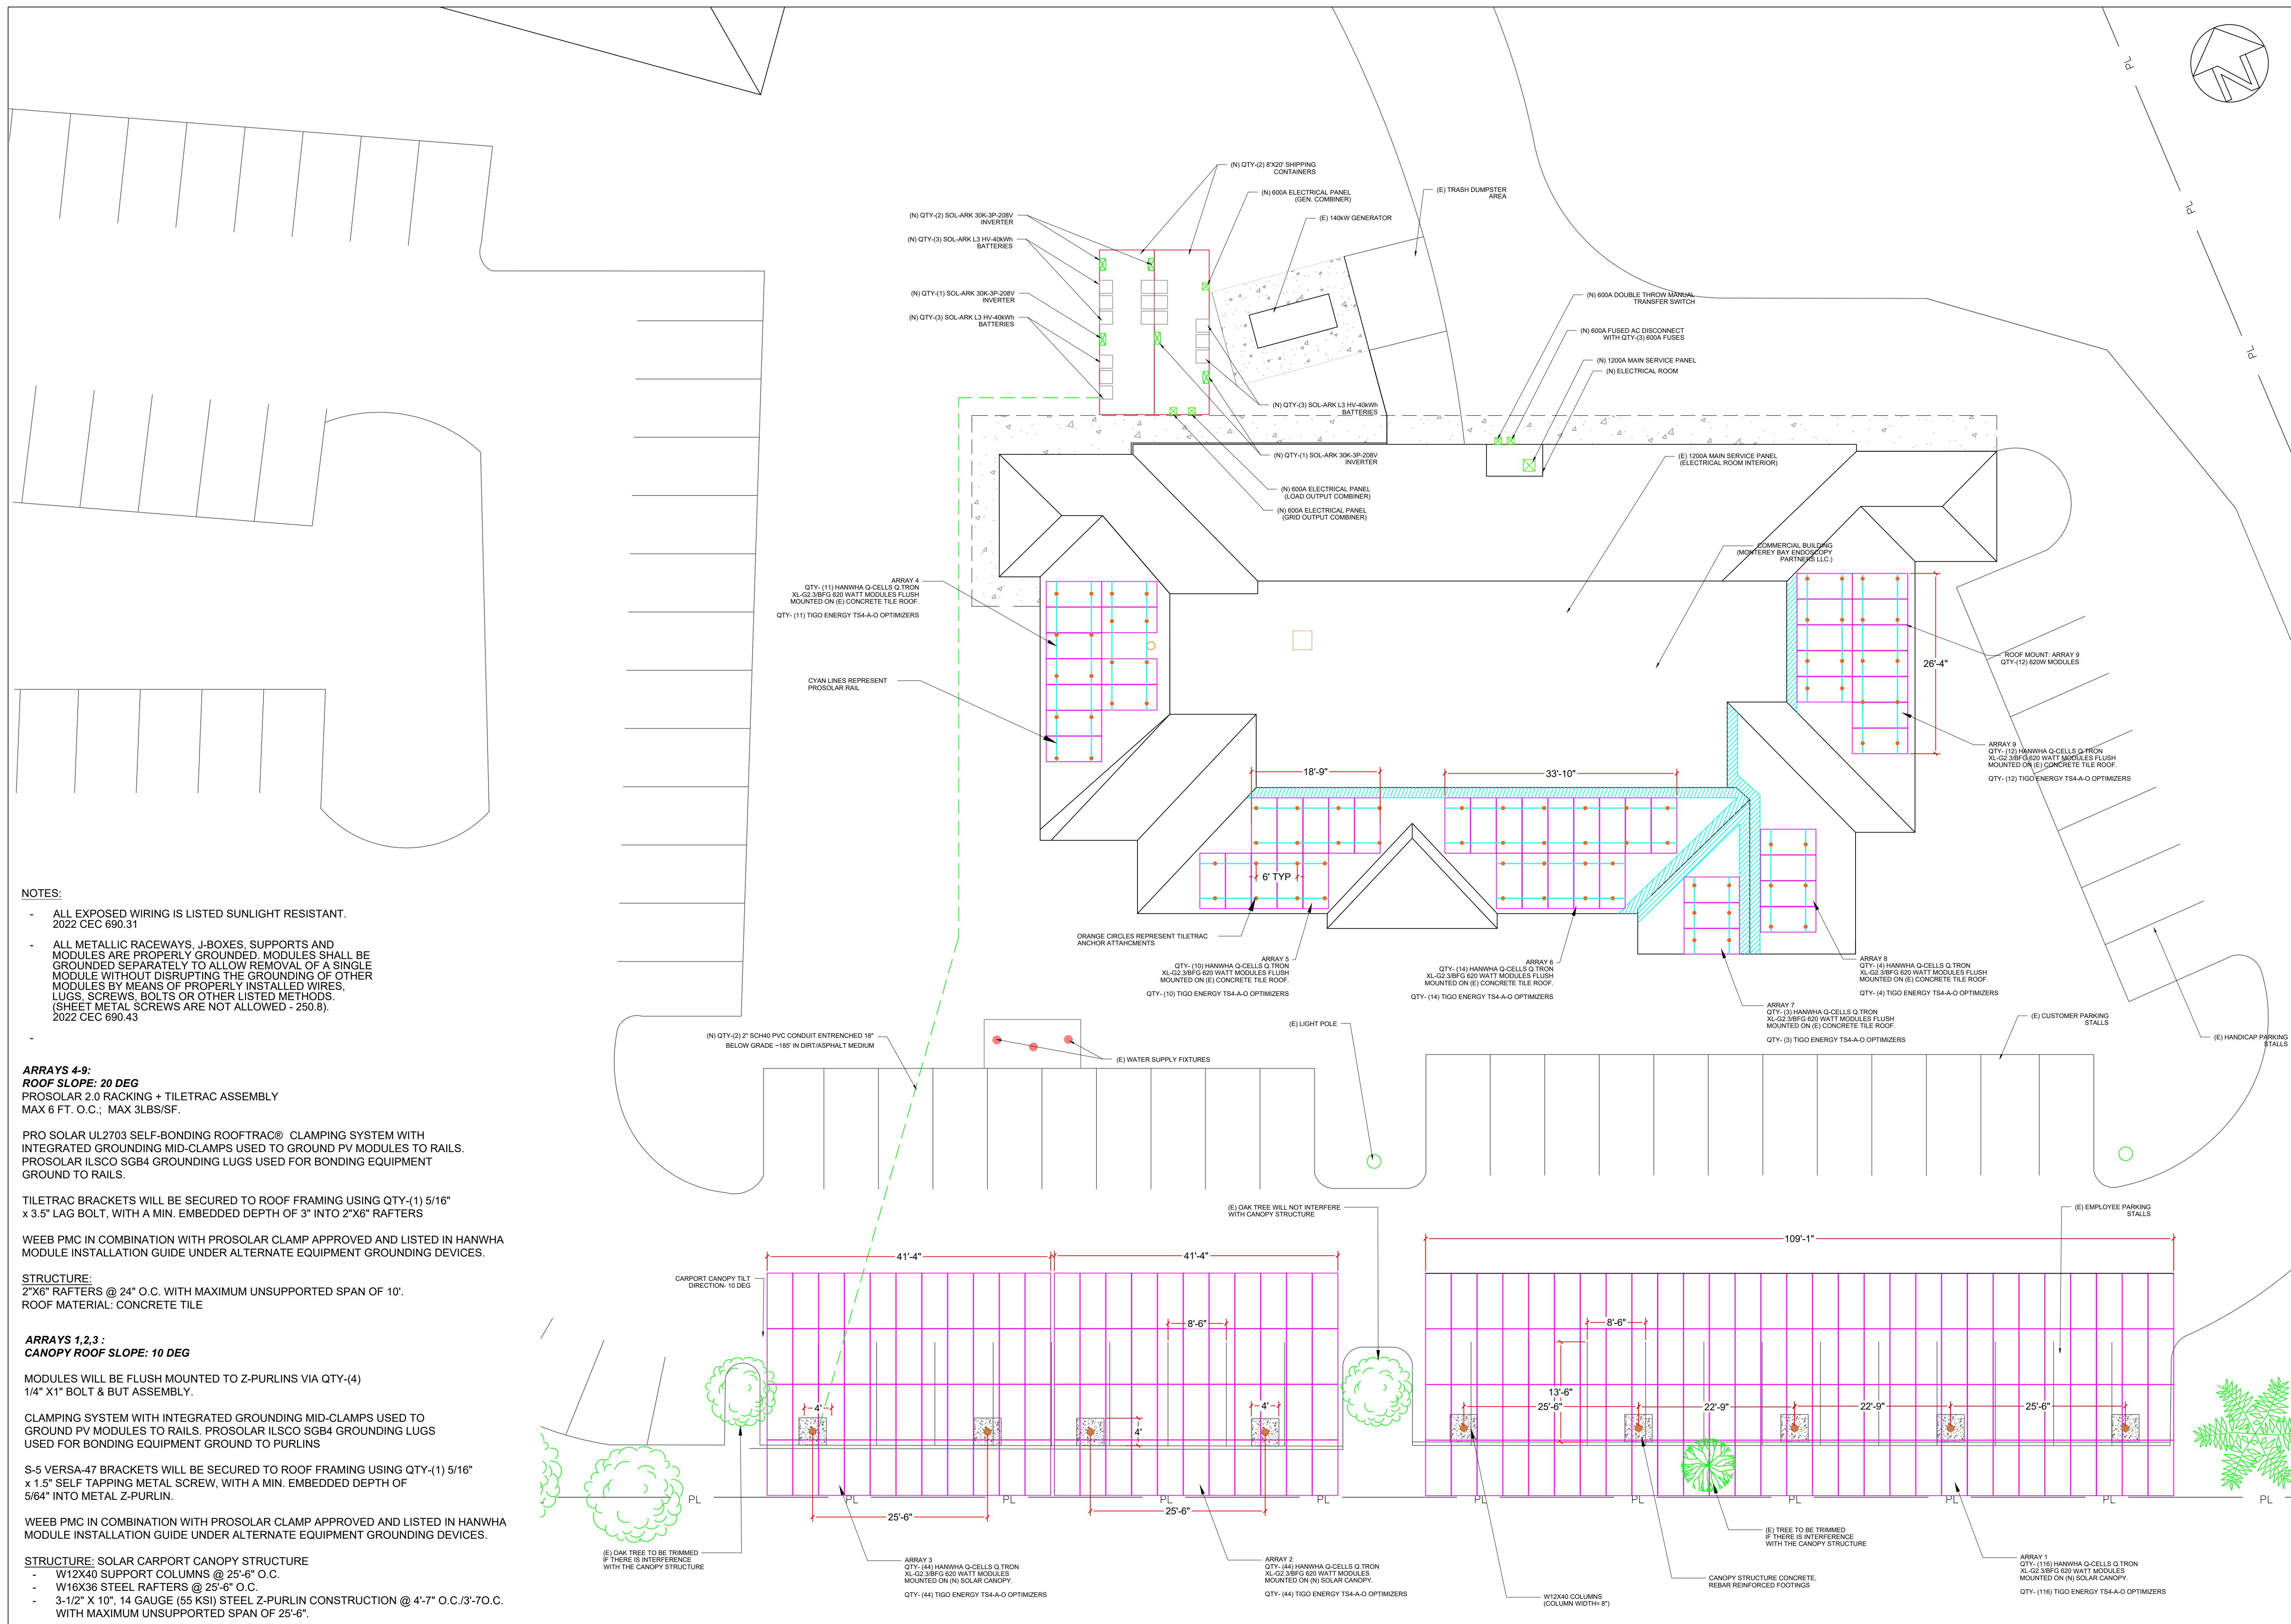 N
PL
PL
PL
(N) QTY-(2) 8'X20' SHIPPING
CONTAINERS
(N) 600A ELECTRICAL PANEL
(GEN. COMBINER)
(E) TRASH DUMPSTER
AREA
(N) QTY-(2) SOL-ARK 30K-3P-208V
INVERTER
(E) 140kW GENERATOR
(N) QTY-(3) SOL-ARK L3 HV-40kWh
BATTERIES
(N) QTY-(1) SOL-ARK 30K-3P-208V
INVERTER
(N) QTY-(3) SOL-ARK L3 HV-40kWh
BATTERIES
(N) 600A DOUBLE THROW MANUAL
TRANSFER SWITCH
(N) 600A FUSED AC DISCONNECT
WITH QTY-(3) 600A FUSES
(N) 1200A MAIN SERVICE PANEL
(N) ELECTRICAL ROOM
(N) QTY-(3) SOL-ARK L3 HV-40kWh
BATTERIES
(N) QTY-(1) SOL-ARK 30K-3P-208V
INVERTER
(E) 1200A MAIN SERVICE PANEL
(ELECTRICAL ROOM INTERIOR)
(N) 600A ELECTRICAL PANEL
(LOAD OUTPUT COMBINER)
(N) 600A ELECTRICAL PANEL
(GRID OUTPUT COMBINER)
COMMERCIAL BUILDING
(MONTEREY BAY ENDOSCOPY
PARTNERS LLC.)
ARRAY 4
QTY- (11) HANWHA Q-CELLS Q.TRON
XL-G2.3/BFG 620 WATT MODULES FLUSH
MOUNTED ON (E) CONCRETE TILE ROOF.
QTY- (11) TIGO ENERGY TS4-A-O OPTIMIZERS
CYAN LINES REPRESENT
PROSOLAR RAIL
26'-4"
ROOF MOUNT: ARRAY 9
QTY-(12) 620W MODULES
ARRAY 9
QTY- (12) HANWHA Q-CELLS Q.TRON
XL-G2.3/BFG 620 WATT MODULES FLUSH
MOUNTED ON (E) CONCRETE TILE ROOF.
QTY- (12) TIGO ENERGY TS4-A-O OPTIMIZERS
18'-9"
33'-10"
6' TYP
ORANGE CIRCLES REPRESENT TILETRAC
ANCHOR ATTAHCMENTS
ARRAY 5
QTY- (10) HANWHA Q-CELLS Q.TRON
XL-G2.3/BFG 620 WATT MODULES FLUSH
MOUNTED ON (E) CONCRETE TILE ROOF.
QTY- (10) TIGO ENERGY TS4-A-O OPTIMIZERS
ARRAY 6
QTY- (14) HANWHA Q-CELLS Q.TRON
XL-G2.3/BFG 620 WATT MODULES FLUSH
MOUNTED ON (E) CONCRETE TILE ROOF.
QTY- (14) TIGO ENERGY TS4-A-O OPTIMIZERS
ARRAY 8
QTY- (4) HANWHA Q-CELLS Q.TRON
XL-G2.3/BFG 620 WATT MODULES FLUSH
MOUNTED ON (E) CONCRETE TILE ROOF.
QTY- (4) TIGO ENERGY TS4-A-O OPTIMIZERS
ARRAY 7
QTY- (3) HANWHA Q-CELLS Q.TRON
XL-G2.3/BFG 620 WATT MODULES FLUSH
MOUNTED ON (E) CONCRETE TILE ROOF.
QTY- (3) TIGO ENERGY TS4-A-O OPTIMIZERS
(N) QTY-(2) 2" SCH40 PVC CONDUIT ENTRENCHED 18"
BELOW GRADE ~185' IN DIRT/ASPHALT MEDIUM
(E) WATER SUPPLY FIXTURES
(E) LIGHT POLE
(E) CUSTOMER PARKING
STALLS
(E) HANDICAP PARKING
STALLS
NOTES:
- ALL EXPOSED WIRING IS LISTED SUNLIGHT RESISTANT.
2022 CEC 690.31
- ALL METALLIC RACEWAYS, J-BOXES, SUPPORTS AND
MODULES ARE PROPERLY GROUNDED. MODULES SHALL BE
GROUNDED SEPARATELY TO ALLOW REMOVAL OF A SINGLE
MODULE WITHOUT DISRUPTING THE GROUNDING OF OTHER
MODULES BY MEANS OF PROPERLY INSTALLED WIRES,
LUGS, SCREWS, BOLTS OR OTHER LISTED METHODS.
(SHEET METAL SCREWS ARE NOT ALLOWED - 250.8).
2022 CEC 690.43
-
ARRAYS 4-9:
ROOF SLOPE: 20 DEG
PROSOLAR 2.0 RACKING + TILETRAC ASSEMBLY
MAX 6 FT. O.C.; MAX 3LBS/SF.
PRO SOLAR UL2703 SELF-BONDING ROOFTRAC® CLAMPING SYSTEM WITH
INTEGRATED GROUNDING MID-CLAMPS USED TO GROUND PV MODULES TO RAILS.
PROSOLAR ILSCO SGB4 GROUNDING LUGS USED FOR BONDING EQUIPMENT
GROUND TO RAILS.
TILETRAC BRACKETS WILL BE SECURED TO ROOF FRAMING USING QTY-(1) 5/16"
x 3.5" LAG BOLT, WITH A MIN. EMBEDDED DEPTH OF 3" INTO 2"X6" RAFTERS
WEEB PMC IN COMBINATION WITH PROSOLAR CLAMP APPROVED AND LISTED IN HANWHA
MODULE INSTALLATION GUIDE UNDER ALTERNATE EQUIPMENT GROUNDING DEVICES.
STRUCTURE:
2"X6" RAFTERS @ 24" O.C. WITH MAXIMUM UNSUPPORTED SPAN OF 10'.
ROOF MATERIAL: CONCRETE TILE
ARRAYS 1,2,3 :
CANOPY ROOF SLOPE: 10 DEG
MODULES WILL BE FLUSH MOUNTED TO Z-PURLINS VIA QTY-(4)
1/4" X1" BOLT & BUT ASSEMBLY.
CLAMPING SYSTEM WITH INTEGRATED GROUNDING MID-CLAMPS USED TO
GROUND PV MODULES TO RAILS. PROSOLAR ILSCO SGB4 GROUNDING LUGS
USED FOR BONDING EQUIPMENT GROUND TO PURLINS
S-5 VERSA-47 BRACKETS WILL BE SECURED TO ROOF FRAMING USING QTY-(1) 5/16"
x 1.5" SELF TAPPING METAL SCREW, WITH A MIN. EMBEDDED DEPTH OF
5/64" INTO METAL Z-PURLIN.
WEEB PMC IN COMBINATION WITH PROSOLAR CLAMP APPROVED AND LISTED IN HANWHA
MODULE INSTALLATION GUIDE UNDER ALTERNATE EQUIPMENT GROUNDING DEVICES.
STRUCTURE: SOLAR CARPORT CANOPY STRUCTURE
- W12X40 SUPPORT COLUMNS @ 25'-6" O.C.
- W16X36 STEEL RAFTERS @ 25'-6" O.C.
- 3-1/2" X 10", 14 GAUGE (55 KSI) STEEL Z-PURLIN CONSTRUCTION @ 4'-7" O.C./3'-7O.C.
WITH MAXIMUM UNSUPPORTED SPAN OF 25'-6".
(E) OAK TREE WILL NOT INTERFERE
WITH CANOPY STRUCTURE
(E) EMPLOYEE PARKING
STALLS
41'-4"
41'-4"
109'-1"
CARPORT CANOPY TILT
DIRECTION- 10 DEG
8'-6"
8'-6"
13'-6"
4'
4'
4'
25'-6"
22'-9"
22'-9"
25'-6"
PL
PL
PL
PL
PL
PL
PL
PL
PL
PL
PL
25'-6"
25'-6"
(E) OAK TREE TO BE TRIMMED
IF THERE IS INTERFERENCE
WITH THE CANOPY STRUCTURE
ARRAY 3
QTY- (44) HANWHA Q-CELLS Q.TRON
XL-G2.3/BFG 620 WATT MODULES
MOUNTED ON (N) SOLAR CANOPY.
QTY- (44) TIGO ENERGY TS4-A-O OPTIMIZERS
ARRAY 2
QTY- (44) HANWHA Q-CELLS Q.TRON
XL-G2.3/BFG 620 WATT MODULES
MOUNTED ON (N) SOLAR CANOPY.
QTY- (44) TIGO ENERGY TS4-A-O OPTIMIZERS
W12X40 COLUMNS
(COLUMN WIDTH= 8")
CANOPY STRUCTURE CONCRETE,
REBAR REINFORCED FOOTINGS
(E) TREE TO BE TRIMMED
IF THERE IS INTERFERENCE
WITH THE CANOPY STRUCTURE
ARRAY 1
QTY- (116) HANWHA Q-CELLS Q.TRON
XL-G2.3/BFG 620 WATT MODULES
MOUNTED ON (N) SOLAR CANOPY.
QTY- (116) TIGO ENERGY TS4-A-O OPTIMIZERS